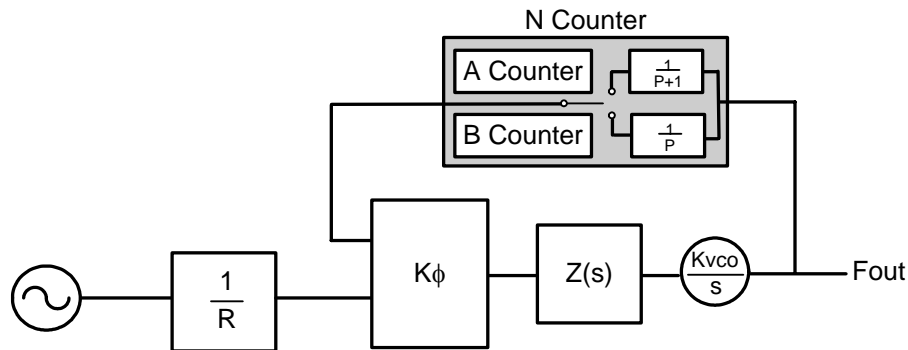 N Counter
A Counter
1
P+1
B Counter
1
P
1
R
Kϕ
Z(s)
Kvco
s
Fout